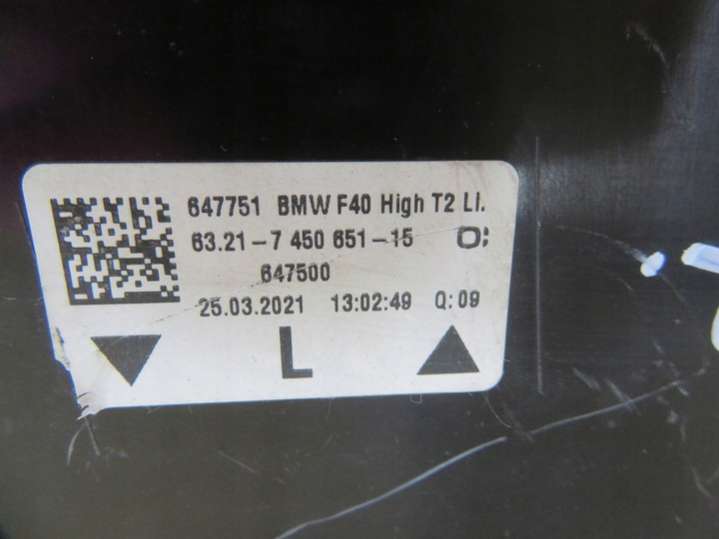 647751 BMW F40 High T2 Li.
63.21-7 450 651-15 O:
647500
25.03.2021 13:02:49 Q:09
L